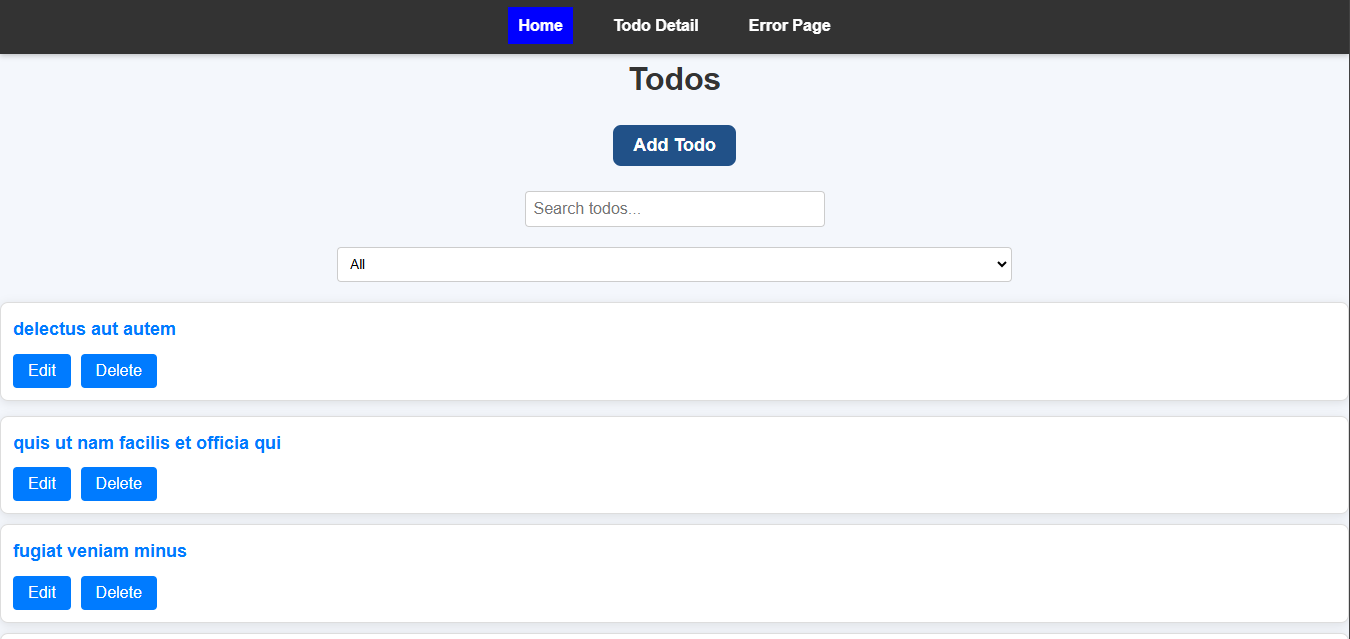 Home Todo Detail Error Page
Todos
Add Todo
Search todos...
All
delectus aut autem
Edit Delete
quis ut nam facilis et officia qui
Edit Delete
fugiat veniam minus
Edit Delete